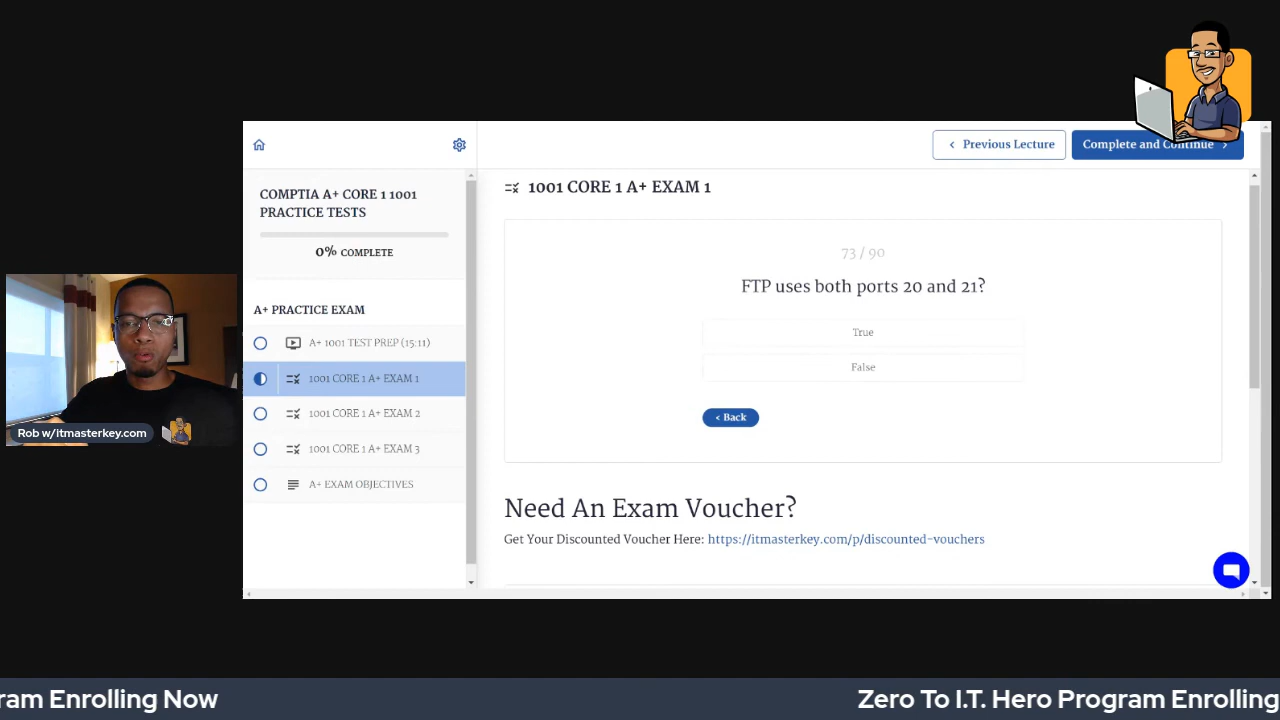 Previous Lecture
Complete and Continue
COMPTIA A+ CORE 1 1001
PRACTICE TESTS
0% COMPLETE
A+ PRACTICE EXAM
A+ 1001 TEST PREP (15:11)
1001 CORE 1 A+ EXAM 1
1001 CORE 1 A+ EXAM 2
1001 CORE 1 A+ EXAM 3
A+ EXAM OBJECTIVES
1001 CORE 1 A+ EXAM 1
73 / 90
FTP uses both ports 20 and 21?
True
False
< Back
Need An Exam Voucher?
Get Your Discounted Voucher Here: https://itmasterkey.com/p/discounted-vouchers
Rob w/itmasterkey.com
ram Enrolling Now
Zero To I.T. Hero Program Enrolling